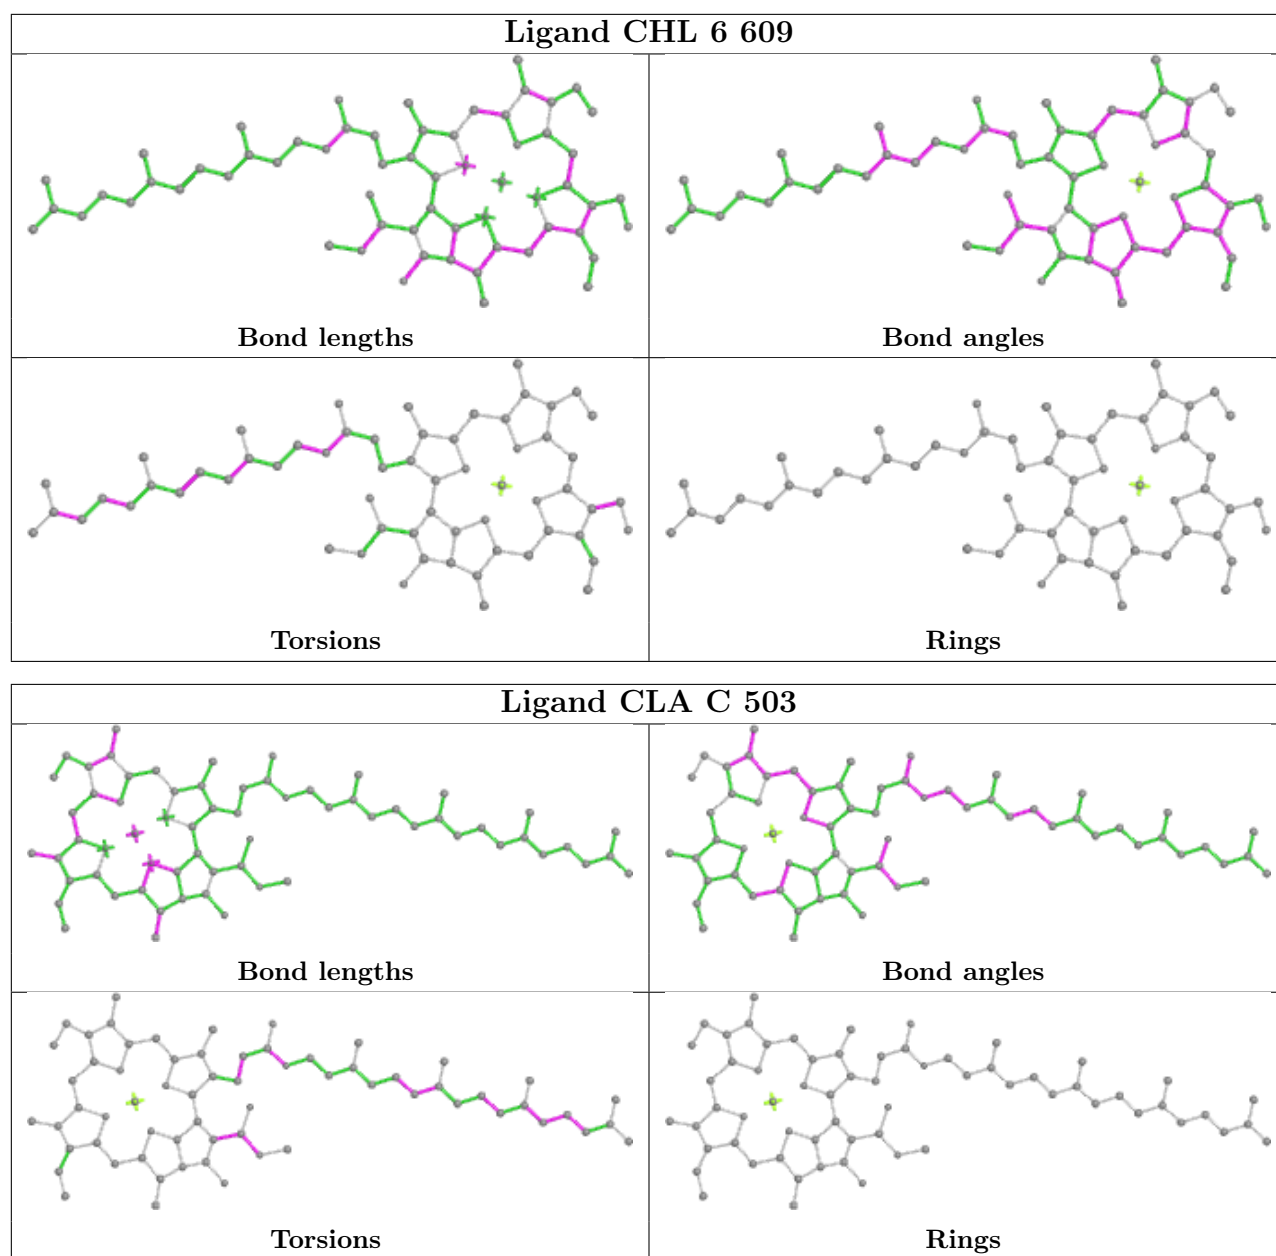 Ligand CHL 6 609
Bond lengths
Bond angles
Torsions
Rings
Ligand CLA C 503
Bond lengths
Bond angles
Torsions
Rings